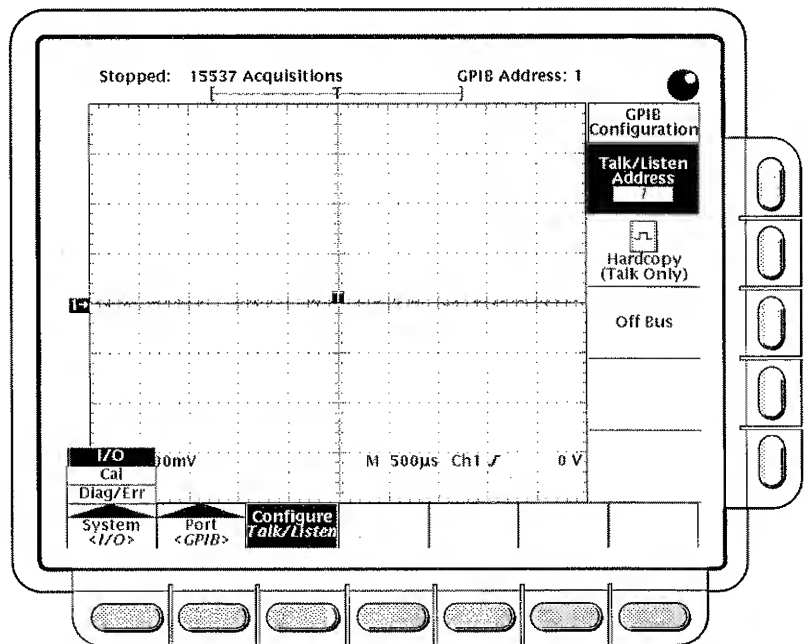 Stopped: 15537 Acquisitions GPIB Address: 1
T
GPIB
Configuration
Talk/Listen
Address
1
Hardcopy
(Talk Only)
Off Bus
1
T
I/O
Cal
Diag/Err
M 500µs Ch1 0 V
System
<I/O>
Port
<GPIB>
Configure
Talk/Listen